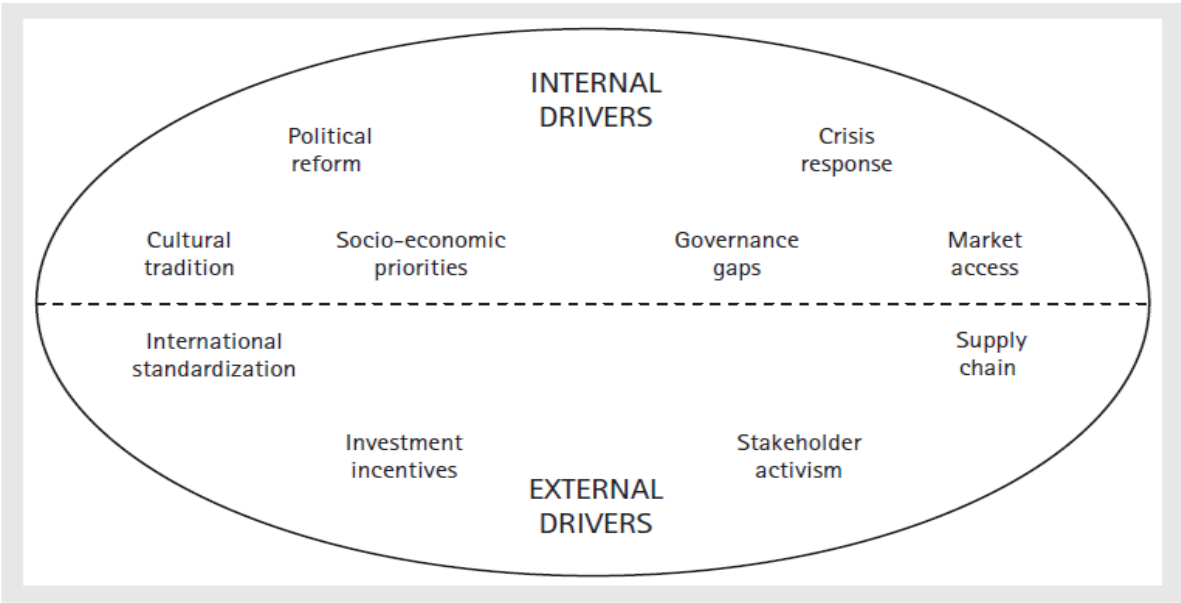 INTERNAL
DRIVERS
Political
reform
Crisis
response
Cultural
tradition
Socio-economic
priorities
Governance
gaps
Market
access
International
standardization
Supply
chain
Investment
incentives
Stakeholder
activism
EXTERNAL
DRIVERS